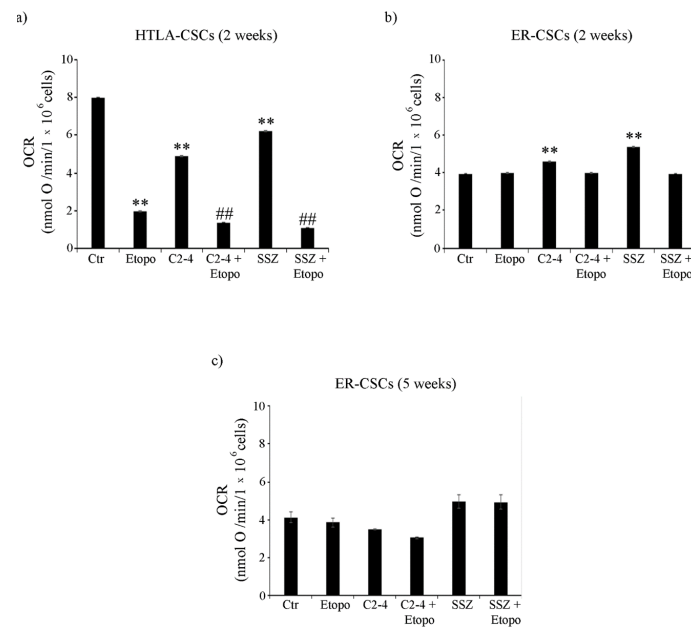 a)
HTLA-CSCs (2 weeks)
OCR
(nmol O /min/1 x 10 6 cells)
10
8
6
4
2
0
**
**
##
**
##
Ctr Etopo C2-4 C2-4 + Etopo SSZ SSZ + Etopo
b)
ER-CSCs (2 weeks)
OCR
(nmol O /min/1 x 10 6 cells)
10
8
6
4
2
0
**
**
Ctr Etopo C2-4 C2-4 + Etopo SSZ SSZ + Etopo
c)
ER-CSCs (5 weeks)
OCR
(nmol O /min/1 x 10 6 cells)
10
8
6
4
2
0
Ctr Etopo C2-4 C2-4 + Etopo SSZ SSZ + Etopo